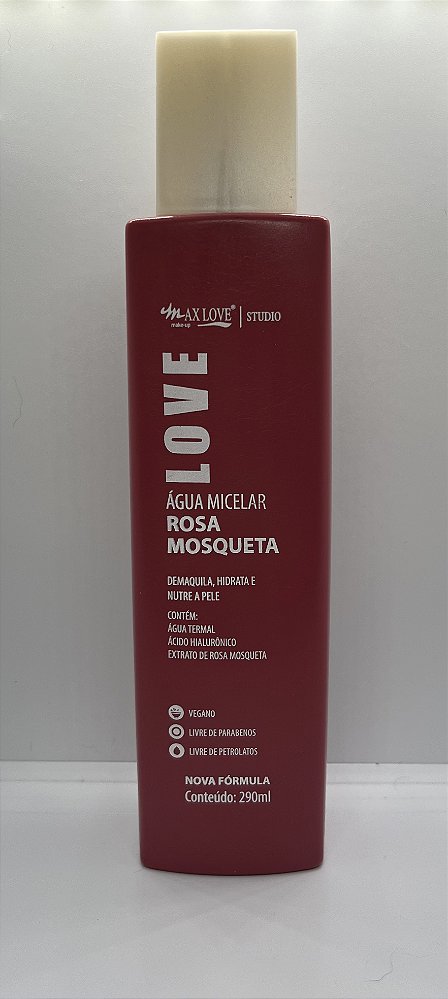 MAX LOVE® | STUDIO
make-up
LOVE
ÁGUA MICELAR
ROSA
MOSQUETA
DEMAQUILA, HIDRATA E
NUTRE A PELE
CONTÉM:
ÁGUA TERMAL
ÁCIDO HIALURÔNICO
EXTRATO DE ROSA MOSQUETA
VEGANO
LIVRE DE PARABENOS
LIVRE DE PETROLATOS
NOVA FÓRMULA
Conteúdo: 290ml